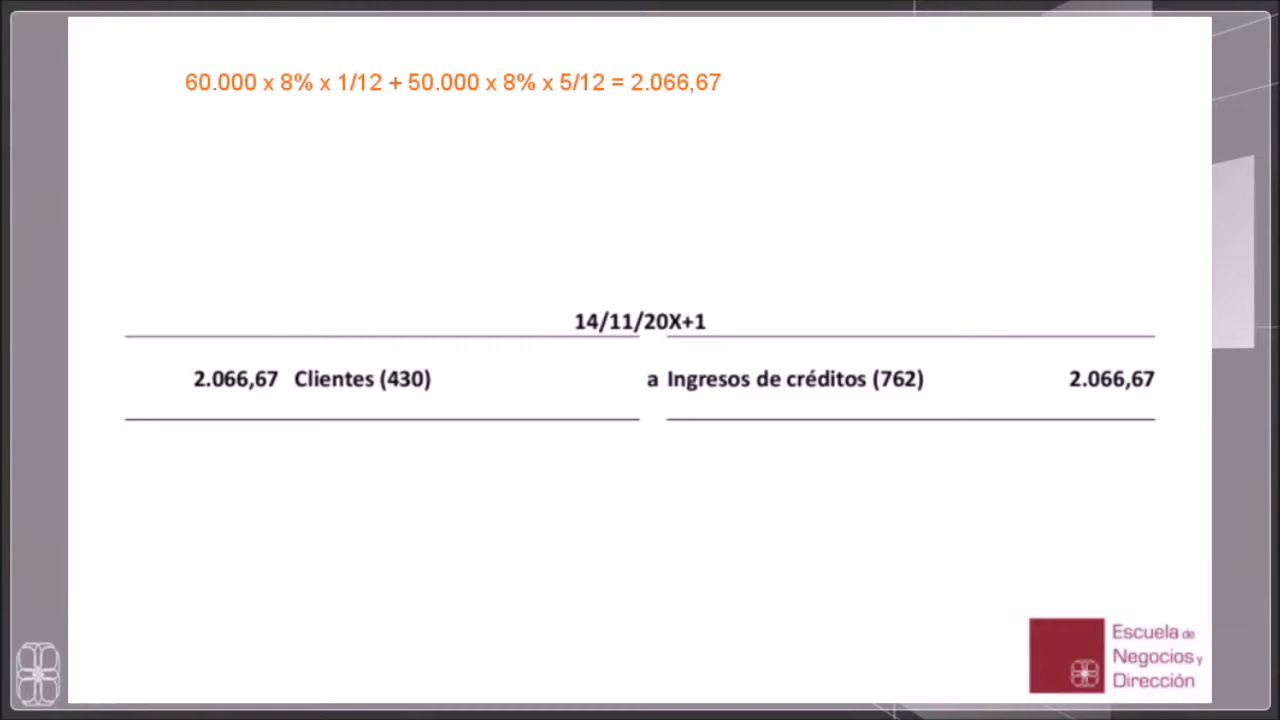 60.000 x 8% x 1/12 + 50.000 x 8% x 5/12 = 2.066,67
14/11/20X+1
2.066,67 Clientes (430) a Ingresos de créditos (762) 2.066,67
Escuela de
Negocios y
Dirección